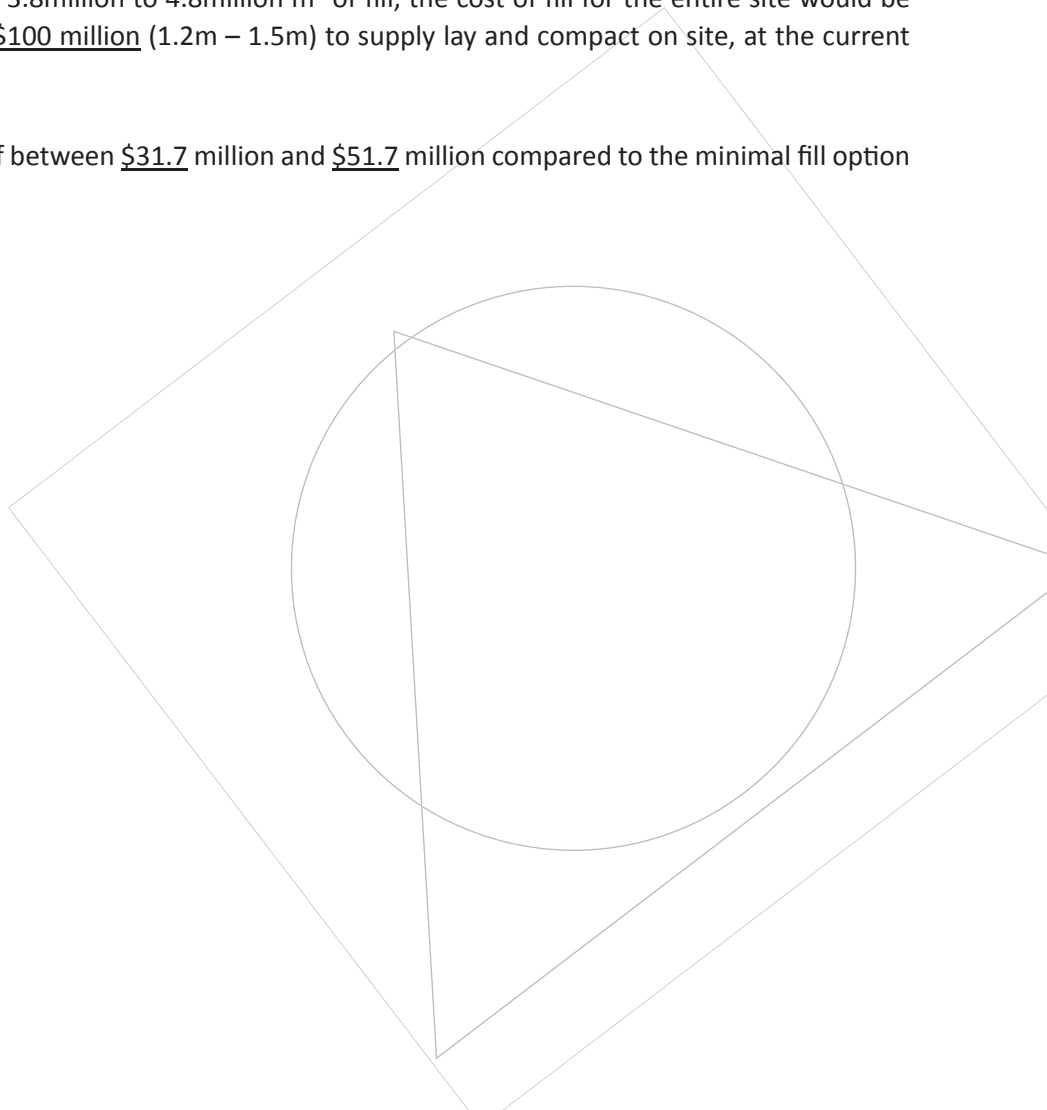 3.8million to 4.8million m³ of fill, the cost of fill for the entire site would be
$100 million (1.2m – 1.5m) to supply lay and compact on site, at the current
between $31.7 million and $51.7 million compared to the minimal fill option